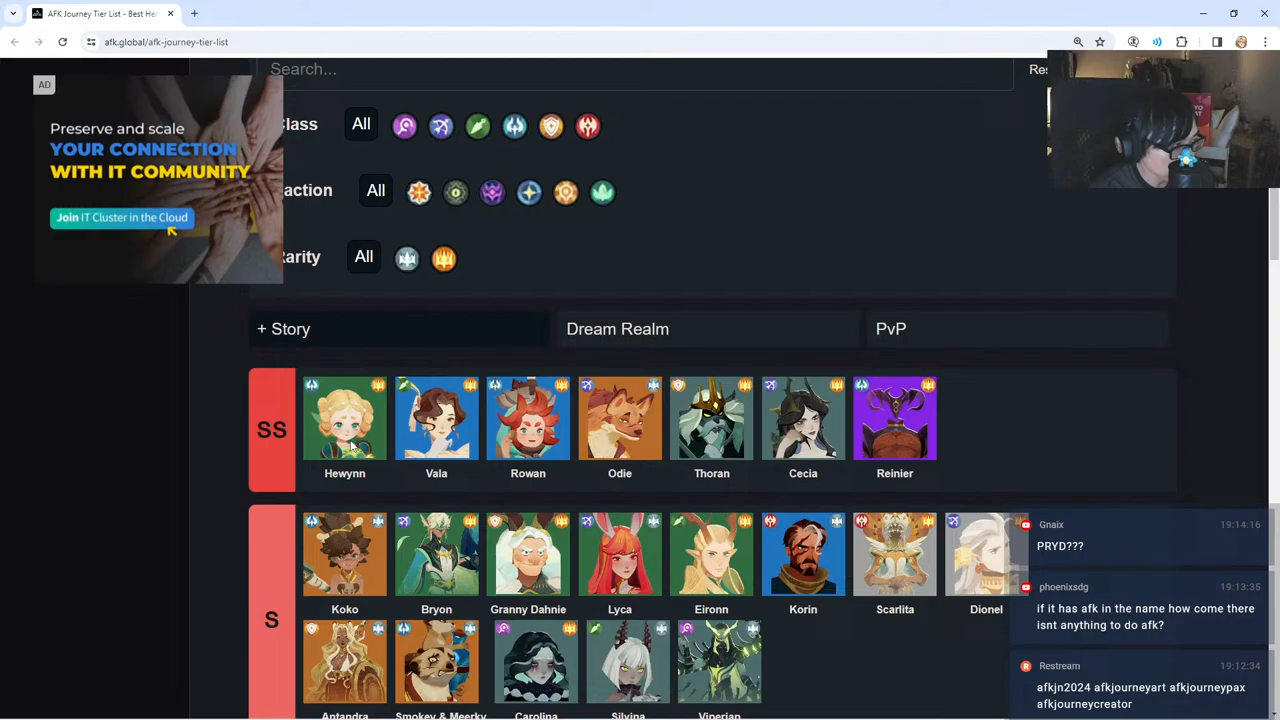 AFK Journey Tier List - Best He
afk.global/afk-journey-tier-list
AD
Preserve and scale
YOUR CONNECTION
WITH IT COMMUNITY
Join IT Cluster in the Cloud
Search...
Res
Class
All
action
All
Rarity
All
+ Story
Dream Realm
PvP
SS
Hewynn
Vala
Rowan
Odie
Thoran
Cecia
Reinier
S
Koko
Bryon
Granny Dahnie
Lyca
Eironn
Korin
Scarlita
Dionel
Antandra
Smokey & Meerky
Carolina
Silvina
Viperian
Gnaix
19:14:16
PRYD???
phoenixsdg
19:13:35
if it has afk in the name how come there
isnt anything to do afk?
Restream
19:12:34
afkjn2024 afkjourneyart afkjourneypax
afkjourneycreator